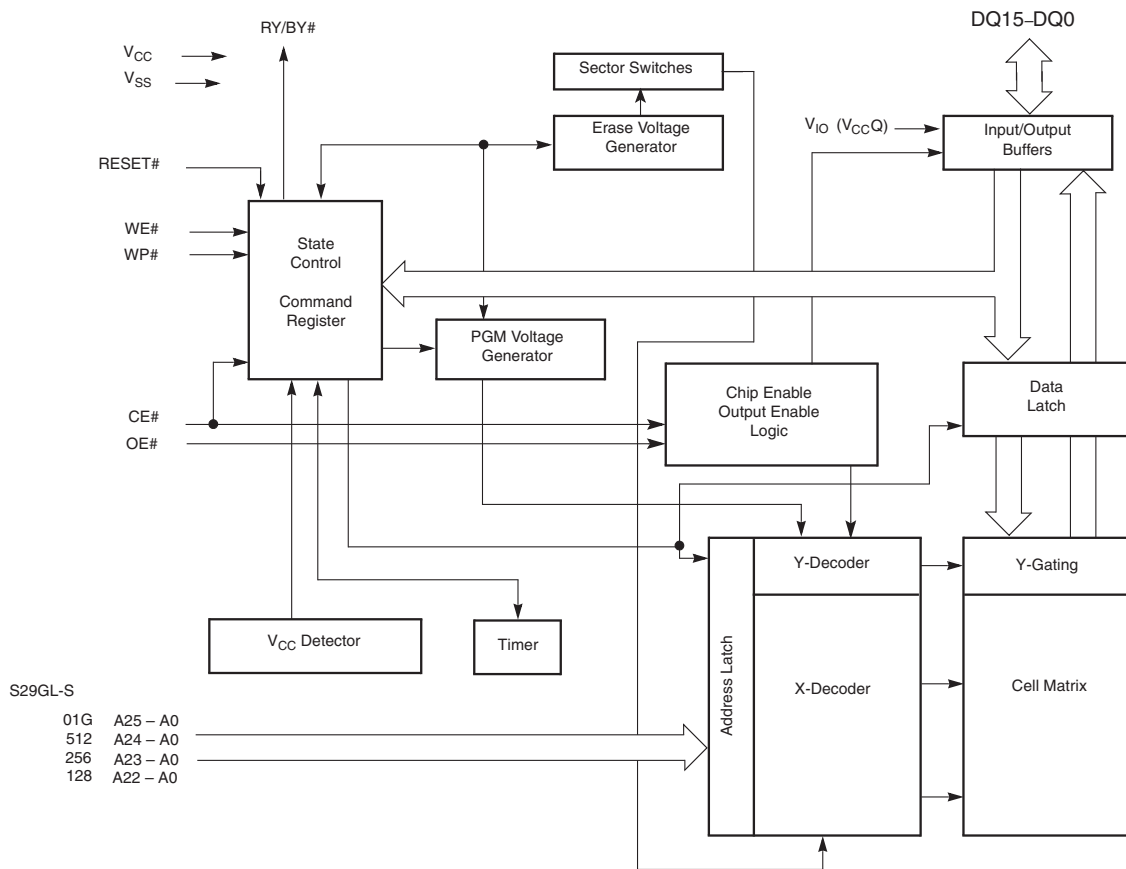 DQ15–DQ0
RY/BY#
VCC
VSS
Sector Switches
Erase Voltage
Generator
VIO (VCCQ)
Input/Output
Buffers
RESET#
WE#
WP#
State
Control
Command
Register
PGM Voltage
Generator
Chip Enable
Output Enable
Logic
Data
Latch
CE#
OE#
Y-Decoder
Y-Gating
VCC Detector
Timer
Address Latch
X-Decoder
Cell Matrix
S29GL-S
01G A25 – A0
512 A24 – A0
256 A23 – A0
128 A22 – A0